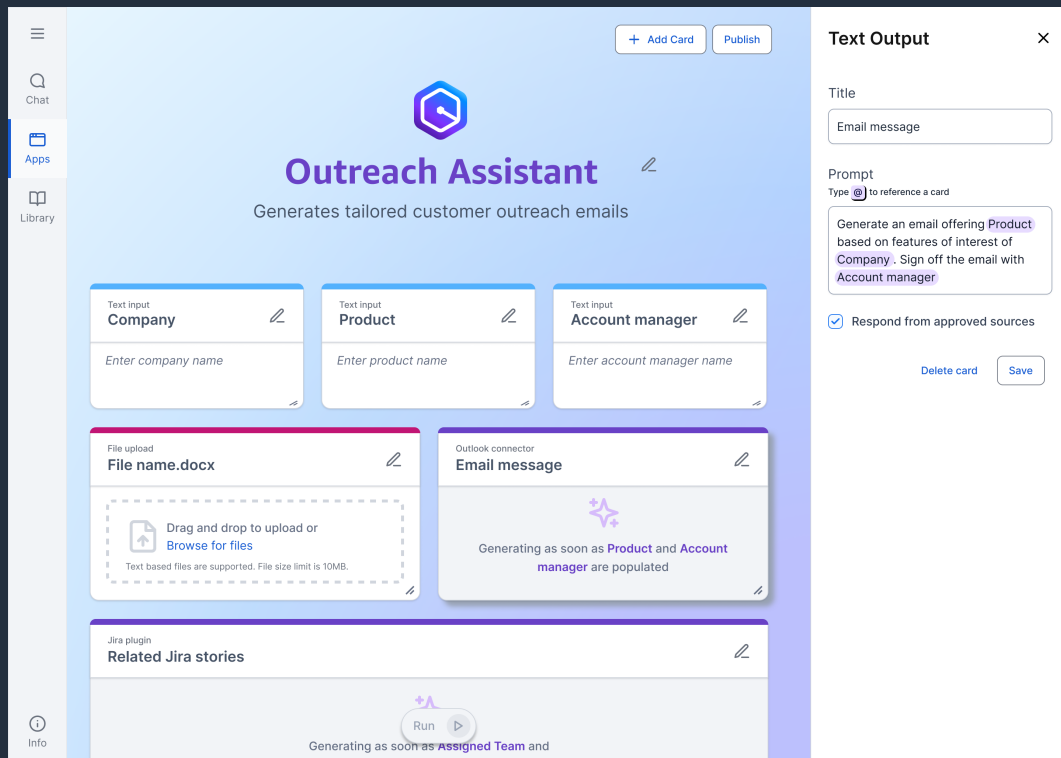 Chat
Apps
Library
Info
+ Add Card
Publish
Outreach Assistant
Generates tailored customer outreach emails
Text input
Company
Enter company name
Text input
Product
Enter product name
Text input
Account manager
Enter account manager name
File upload
File name.docx
Drag and drop to upload or
Browse for files
Text based files are supported. File size limit is 10MB.
Outlook connector
Email message
Generating as soon as Product and Account
manager are populated
Jira plugin
Related Jira stories
Run
Generating as soon as Assigned Team and
Text Output
Title
Email message
Prompt
Type @ to reference a card
Generate an email offering Product
based on features of interest of
Company . Sign off the email with
Account manager
Respond from approved sources
Delete card
Save